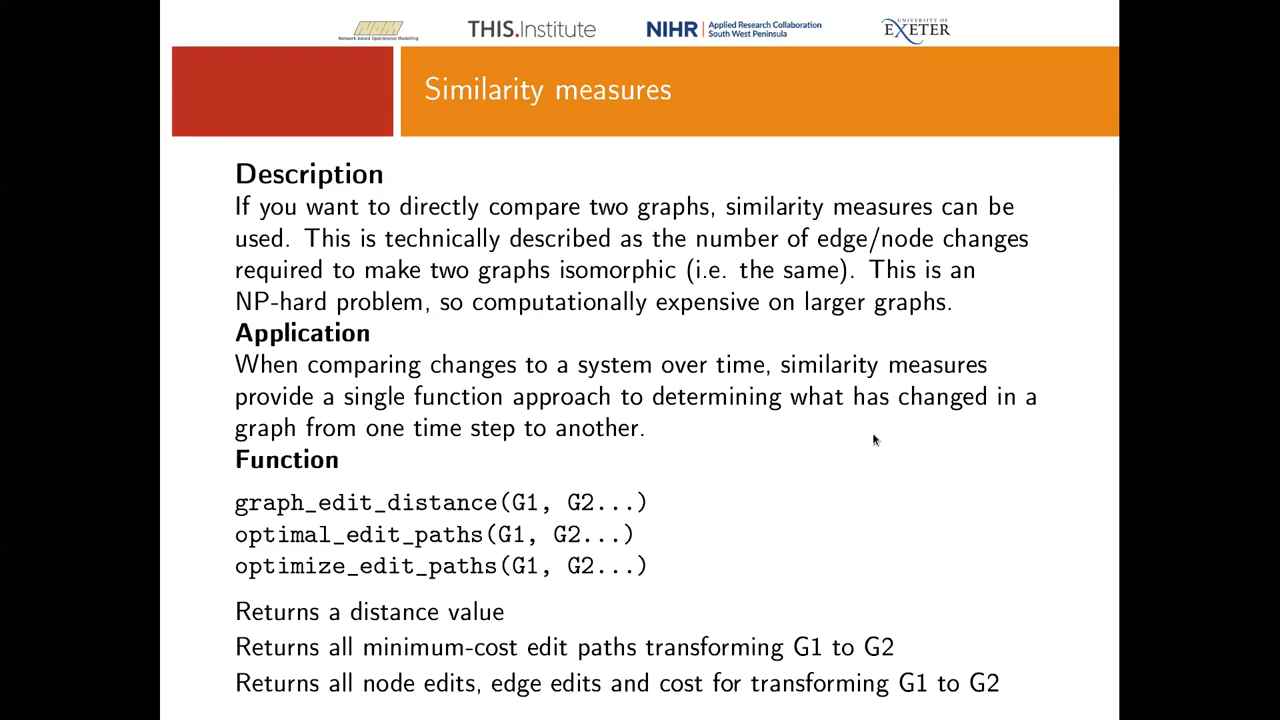 NOM
Network-based Operational Modelling
THIS.Institute
NIHR | Applied Research Collaboration
South West Peninsula
UNIVERSITY OF
EXETER
Similarity measures
Description
If you want to directly compare two graphs, similarity measures can be
used. This is technically described as the number of edge/node changes
required to make two graphs isomorphic (i.e. the same). This is an
NP-hard problem, so computationally expensive on larger graphs.
Application
When comparing changes to a system over time, similarity measures
provide a single function approach to determining what has changed in a
graph from one time step to another.
Function
graph_edit_distance(G1, G2...)
optimal_edit_paths(G1, G2...)
optimize_edit_paths(G1, G2...)
Returns a distance value
Returns all minimum-cost edit paths transforming G1 to G2
Returns all node edits, edge edits and cost for transforming G1 to G2